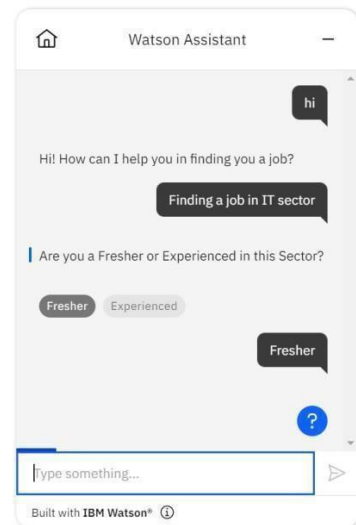 Watson Assistant
hi
Hi! How can I help you in finding you a job?
Finding a job in IT sector
Are you a Fresher or Experienced in this Sector?
Fresher Experienced
Fresher
?
Type something...
Built with IBM Watson®